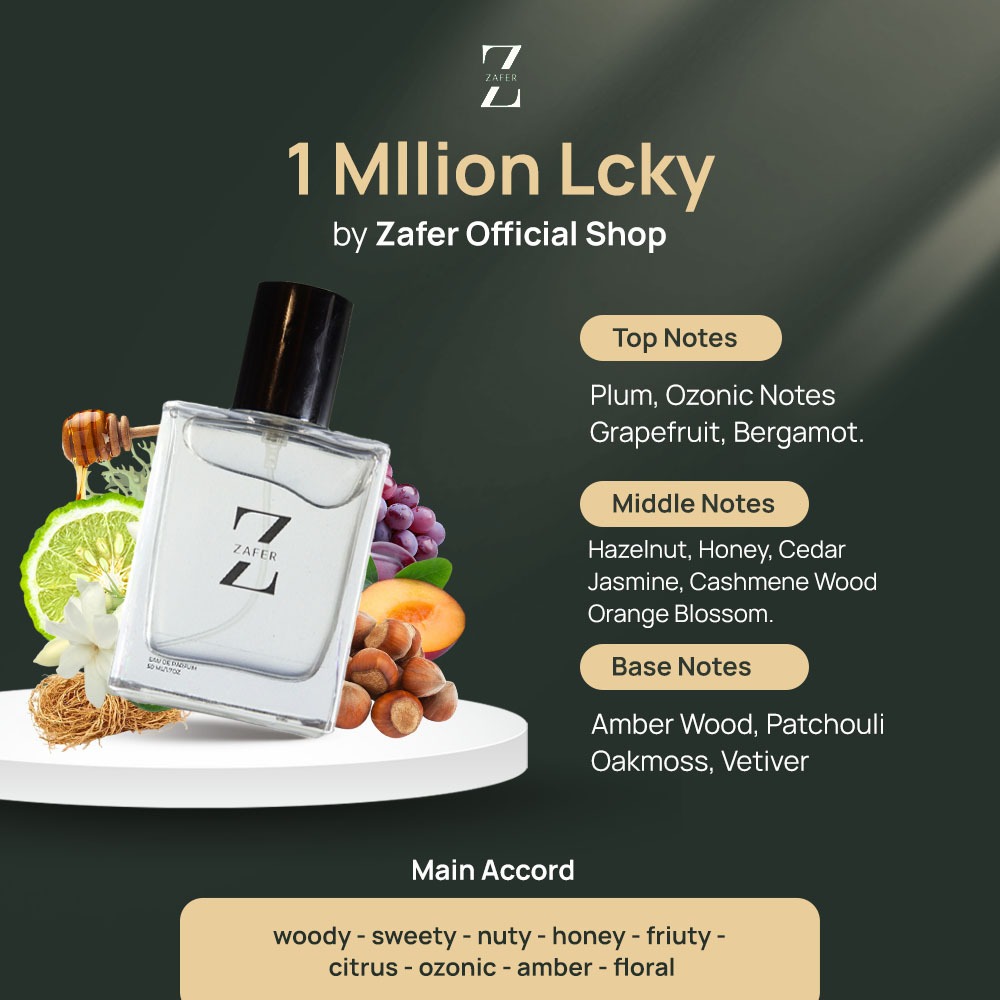 ZAFER
1 MIlion Lcky
by Zafer Official Shop
Top Notes
Plum, Ozonic Notes
Grapefruit, Bergamot.
Middle Notes
Hazelnut, Honey, Cedar
Jasmine, Cashmene Wood
Orange Blossom.
Base Notes
Amber Wood, Patchouli
Oakmoss, Vetiver
ZAFER
EAU DE PARFUM
50 ML/1.7OZ
Main Accord
woody - sweety - nuty - honey - friuty -
citrus - ozonic - amber - floral